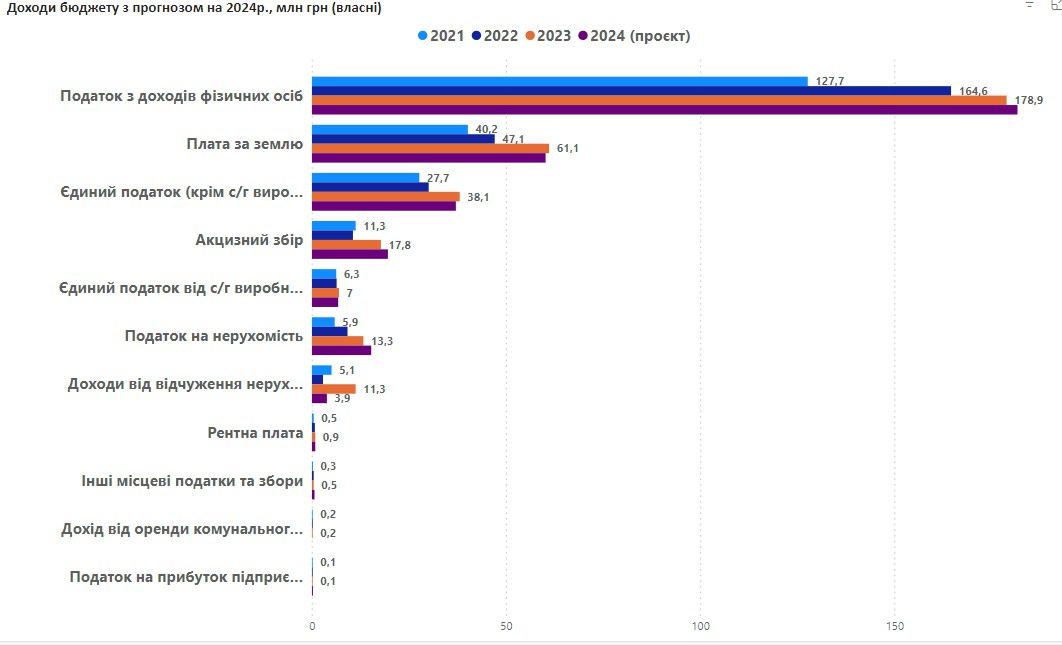 Доходи бюджету з прогнозом на 2024р., млн грн (власні)
2021 2022 2023 2024 (проєкт)
Податок з доходів фізичних осіб
127,7
164,6
178,9
Плата за землю
40,2
47,1
61,1
Єдиний податок (крім с/г виро...
27,7
38,1
Акцизний збір
11,3
17,8
Єдиний податок від с/г виробн...
6,3
7
Податок на нерухомість
5,9
13,3
Доходи від відчуження нерух...
5,1
11,3
3,9
Рентна плата
0,5
0,9
Інші місцеві податки та збори
0,3
0,5
Дохід від оренди комунальног...
0,2
0,2
Податок на прибуток підприє...
0,1
0,1
0 50 100 150